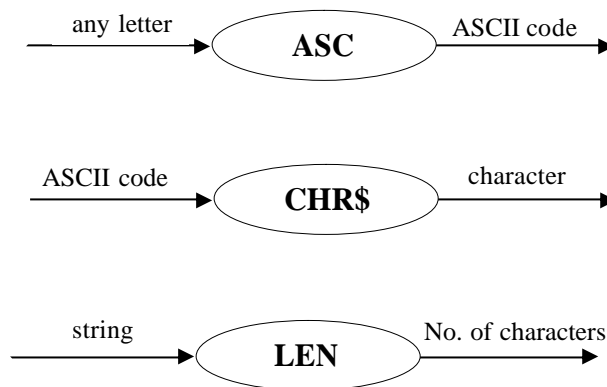 any letter ASC ASCII code
ASCII code CHR$ character
string LEN No. of characters